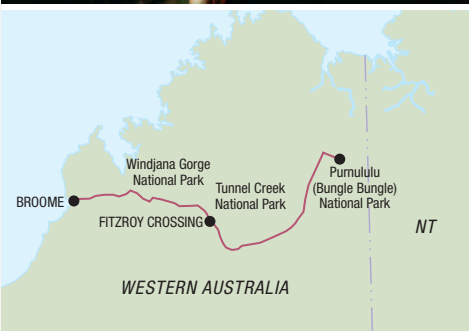 Windjana Gorge
National Park
BROOME
Tunnel Creek
National Park
FITZROY CROSSING
Purnululu
(Bungle Bungle)
National Park
NT
WESTERN AUSTRALIA